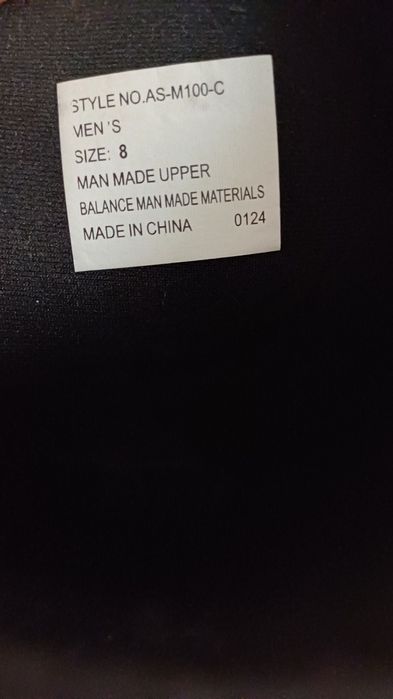 STYLE NO.AS-M100-C
MEN'S
SIZE: 8
MAN MADE UPPER
BALANCE MAN MADE MATERIALS
MADE IN CHINA 0124